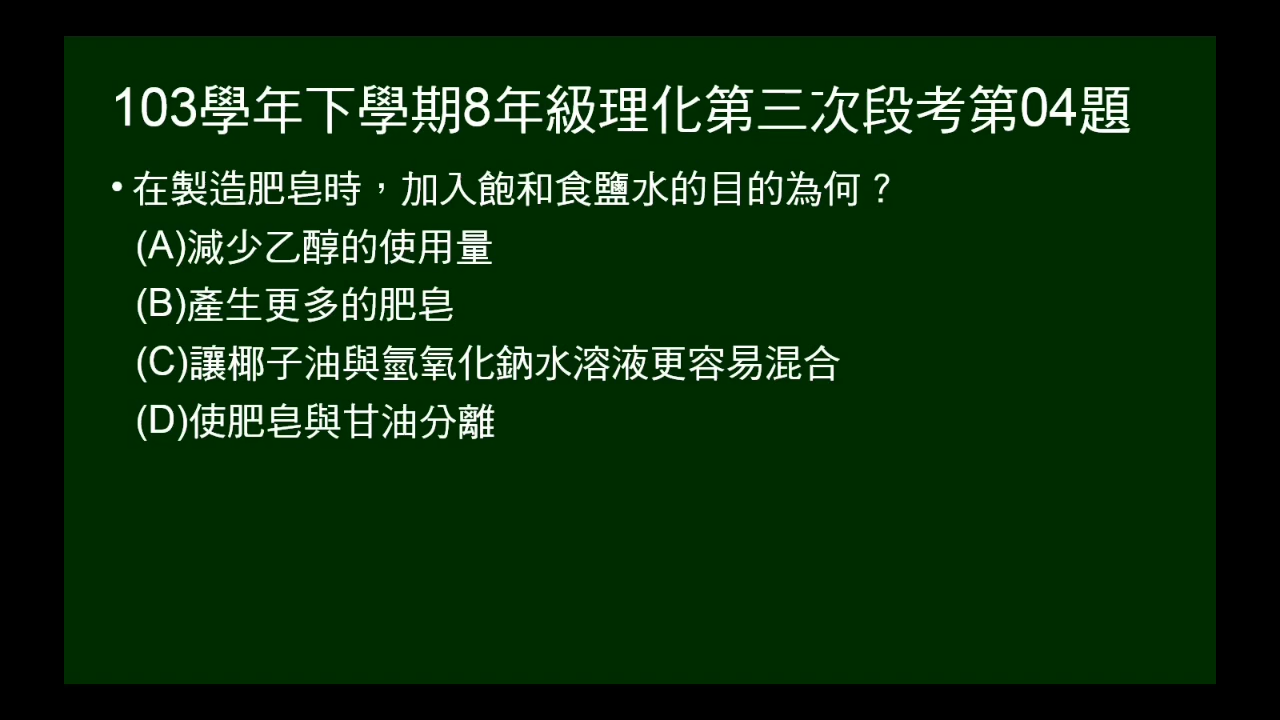 103學年下學期8年級理化第三次段考第04題
•在製造肥皂時，加入飽和食鹽水的目的為何？
(A)減少乙醇的使用量
(B)產生更多的肥皂
(C)讓椰子油與氫氧化鈉水溶液更容易混合
(D)使肥皂與甘油分離